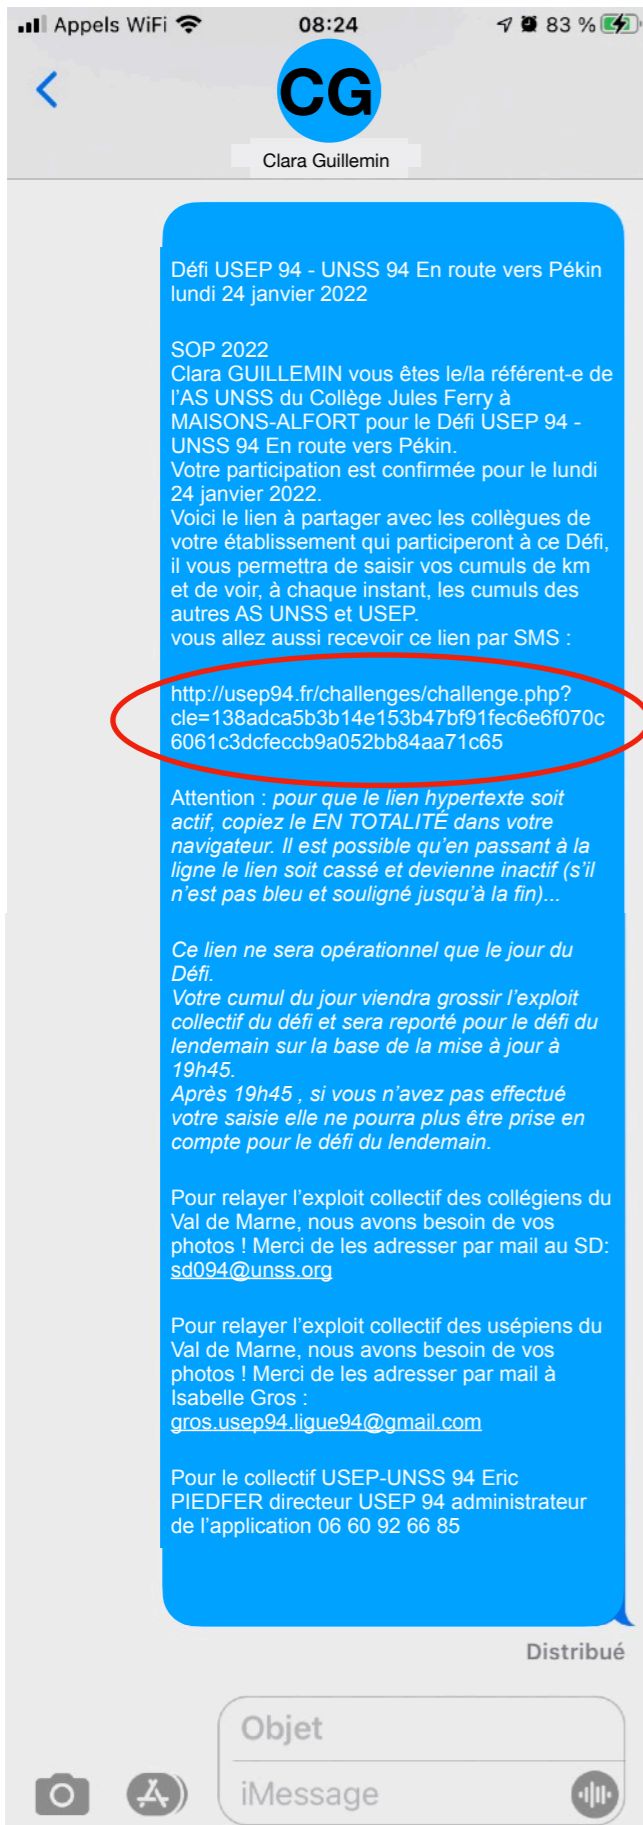 Appels WiFi 08:24 83 %
CG
Clara Guillemin
Défi USEP 94 - UNSS 94 En route vers Pékin
lundi 24 janvier 2022
SOP 2022
Clara GUILLEMIN vous êtes le/la référent-e de
l’AS UNSS du Collège Jules Ferry à
MAISONS-ALFORT pour le Défi USEP 94 -
UNSS 94 En route vers Pékin.
Votre participation est confirmée pour le lundi
24 janvier 2022.
Voici le lien à partager avec les collègues de
votre établissement qui participeront à ce Défi,
il vous permettra de saisir vos cumuls de km
et de voir, à chaque instant, les cumuls des
autres AS UNSS et USEP.
vous allez aussi recevoir ce lien par SMS :
http://usep94.fr/challenges/challenge.php?
cle=138adca5b3b14e153b47bf91fec6e6f070c
6061c3dcfeccb9a052bb84aa71c65
Attention : pour que le lien hypertexte soit
actif, copiez le EN TOTALITÉ dans votre
navigateur. Il est possible qu’en passant à la
ligne le lien soit cassé et devienne inactif (s’il
n’est pas bleu et souligné jusqu’à la fin)...
Ce lien ne sera opérationnel que le jour du
Défi.
Votre cumul du jour viendra grossir l’exploit
collectif du défi et sera reporté pour le défi du
lendemain sur la base de la mise à jour à
19h45.
Après 19h45 , si vous n’avez pas effectué
votre saisie elle ne pourra plus être prise en
compte pour le défi du lendemain.
Pour relayer l’exploit collectif des collégiens du
Val de Marne, nous avons besoin de vos
photos ! Merci de les adresser par mail au SD:
sd094@unss.org
Pour relayer l’exploit collectif des usépiens du
Val de Marne, nous avons besoin de vos
photos ! Merci de les adresser par mail à
Isabelle Gros :
gros.usep94.ligue94@gmail.com
Pour le collectif USEP-UNSS 94 Eric
PIEDFER directeur USEP 94 administrateur
de l’application 06 60 92 66 85
Distribué
Objet
iMessage